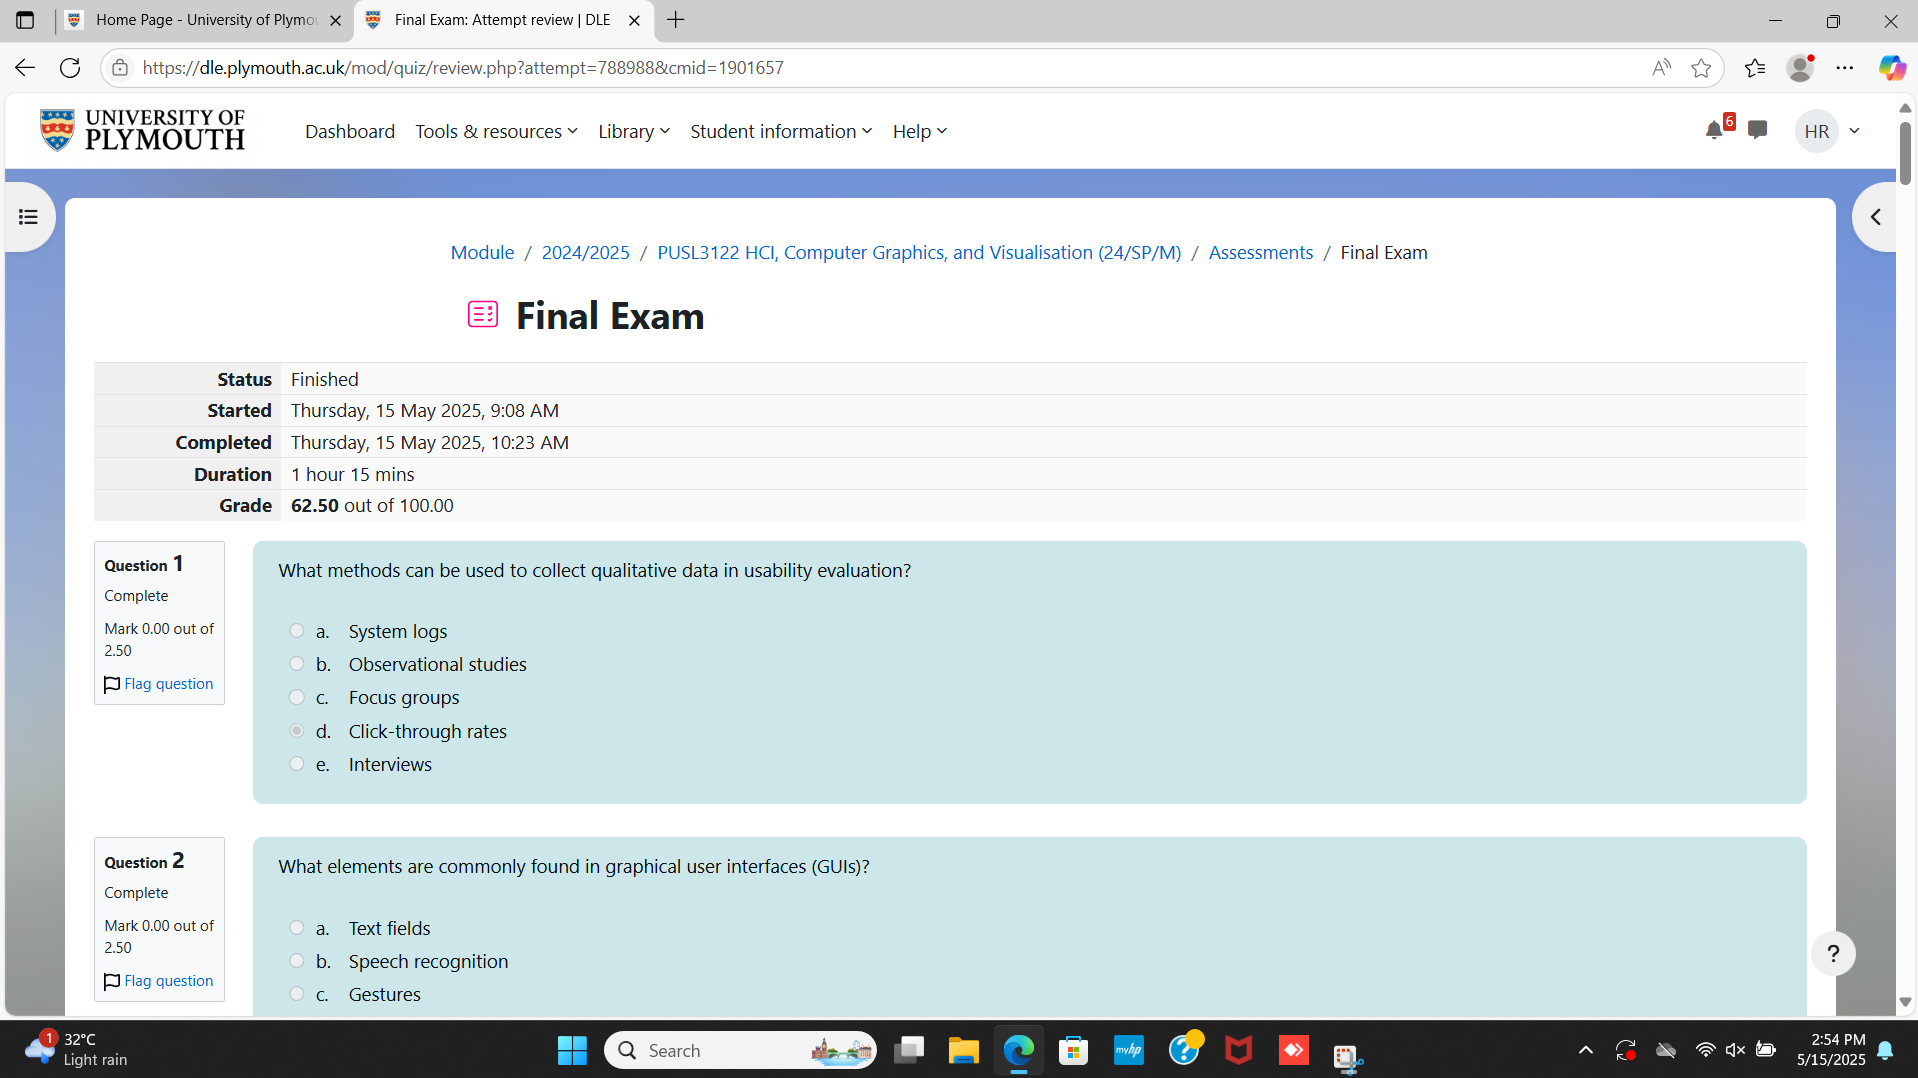 Home Page - University of Plymo
Final Exam: Attempt review | DLE
https://dle.plymouth.ac.uk/mod/quiz/review.php?attempt=788988&cmid=1901657
UNIVERSITY OF
PLYMOUTH
Dashboard
Tools & resources
Library
Student information
Help
6
HR
Module / 2024/2025 / PUSL3122 HCI, Computer Graphics, and Visualisation (24/SP/M) / Assessments / Final Exam
Final Exam
Status Finished
Started Thursday, 15 May 2025, 9:08 AM
Completed Thursday, 15 May 2025, 10:23 AM
Duration 1 hour 15 mins
Grade 62.50 out of 100.00
Question 1
Complete
Mark 0.00 out of
2.50
Flag question
What methods can be used to collect qualitative data in usability evaluation?
a. System logs
b. Observational studies
c. Focus groups
d. Click-through rates
e. Interviews
Question 2
Complete
Mark 0.00 out of
2.50
Flag question
What elements are commonly found in graphical user interfaces (GUIs)?
a. Text fields
b. Speech recognition
c. Gestures
?
1
32°C
Light rain
Search
myhp
2:54 PM
5/15/2025